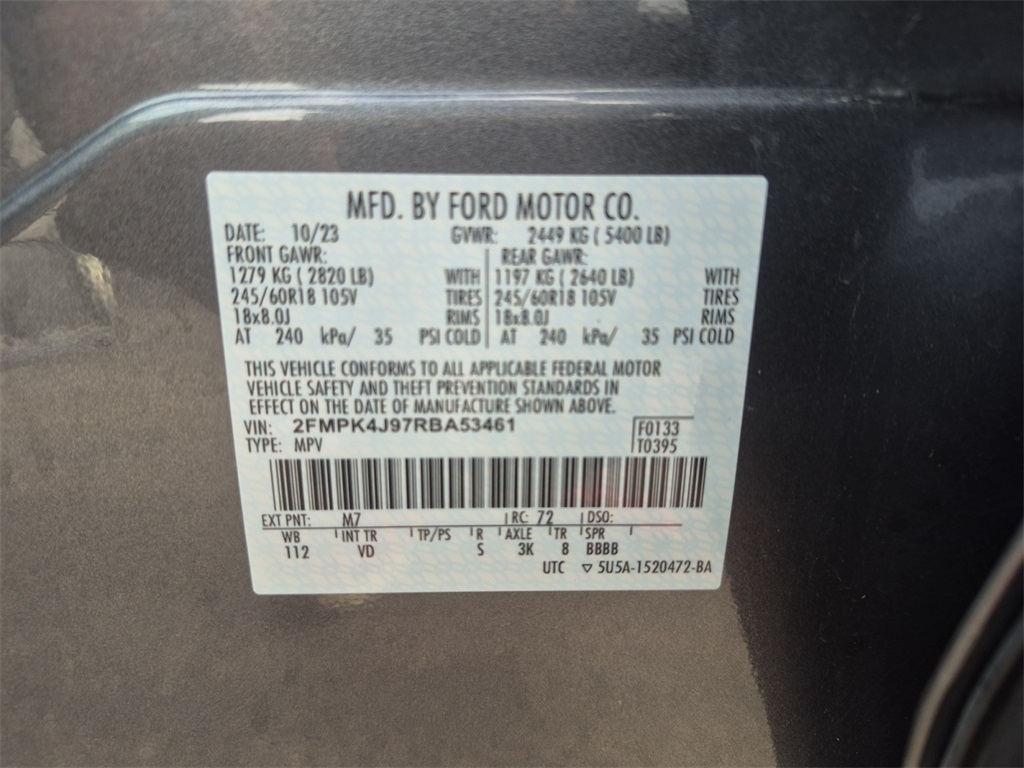 MFD. BY FORD MOTOR CO.
DATE: 10/23 GVWR: 2449 KG ( 5400 LB)
FRONT GAWR: REAR GAWR:
1279 KG ( 2820 LB) WITH 1197 KG ( 2640 LB) WITH
245/60R18 105V TIRES 245/60R18 105V TIRES
18x8.0J RIMS 18x8.0J RIMS
AT 240 kPa/ 35 PSI COLD AT 240 kPa/ 35 PSI COLD
THIS VEHICLE CONFORMS TO ALL APPLICABLE FEDERAL MOTOR
VEHICLE SAFETY AND THEFT PREVENTION STANDARDS IN
EFFECT ON THE DATE OF MANUFACTURE SHOWN ABOVE.
VIN: 2FMPK4J97RBA53461 F0133
TYPE: MPV T0395
EXT PNT: M7 RC: 72 DSO:
WB INT TR TP/PS R AXLE TR SPR
112 VD S 3K 8 BBBB
UTC ▽ 5U5A-1520472-BA